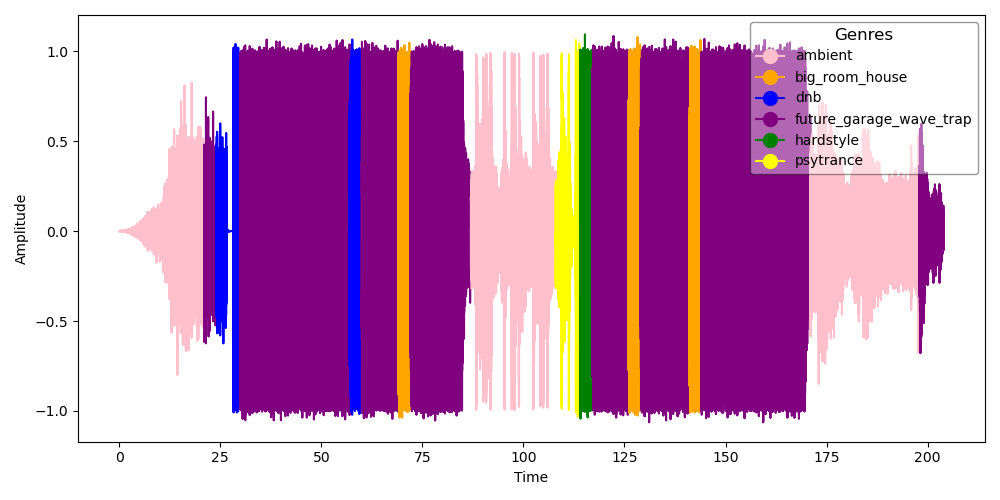 Genres
ambient
big_room_house
dnb
future_garage_wave_trap
hardstyle
psytrance
1.0
0.5
0.0
−0.5
−1.0
Amplitude
0 25 50 75 100 125 150 175 200
Time